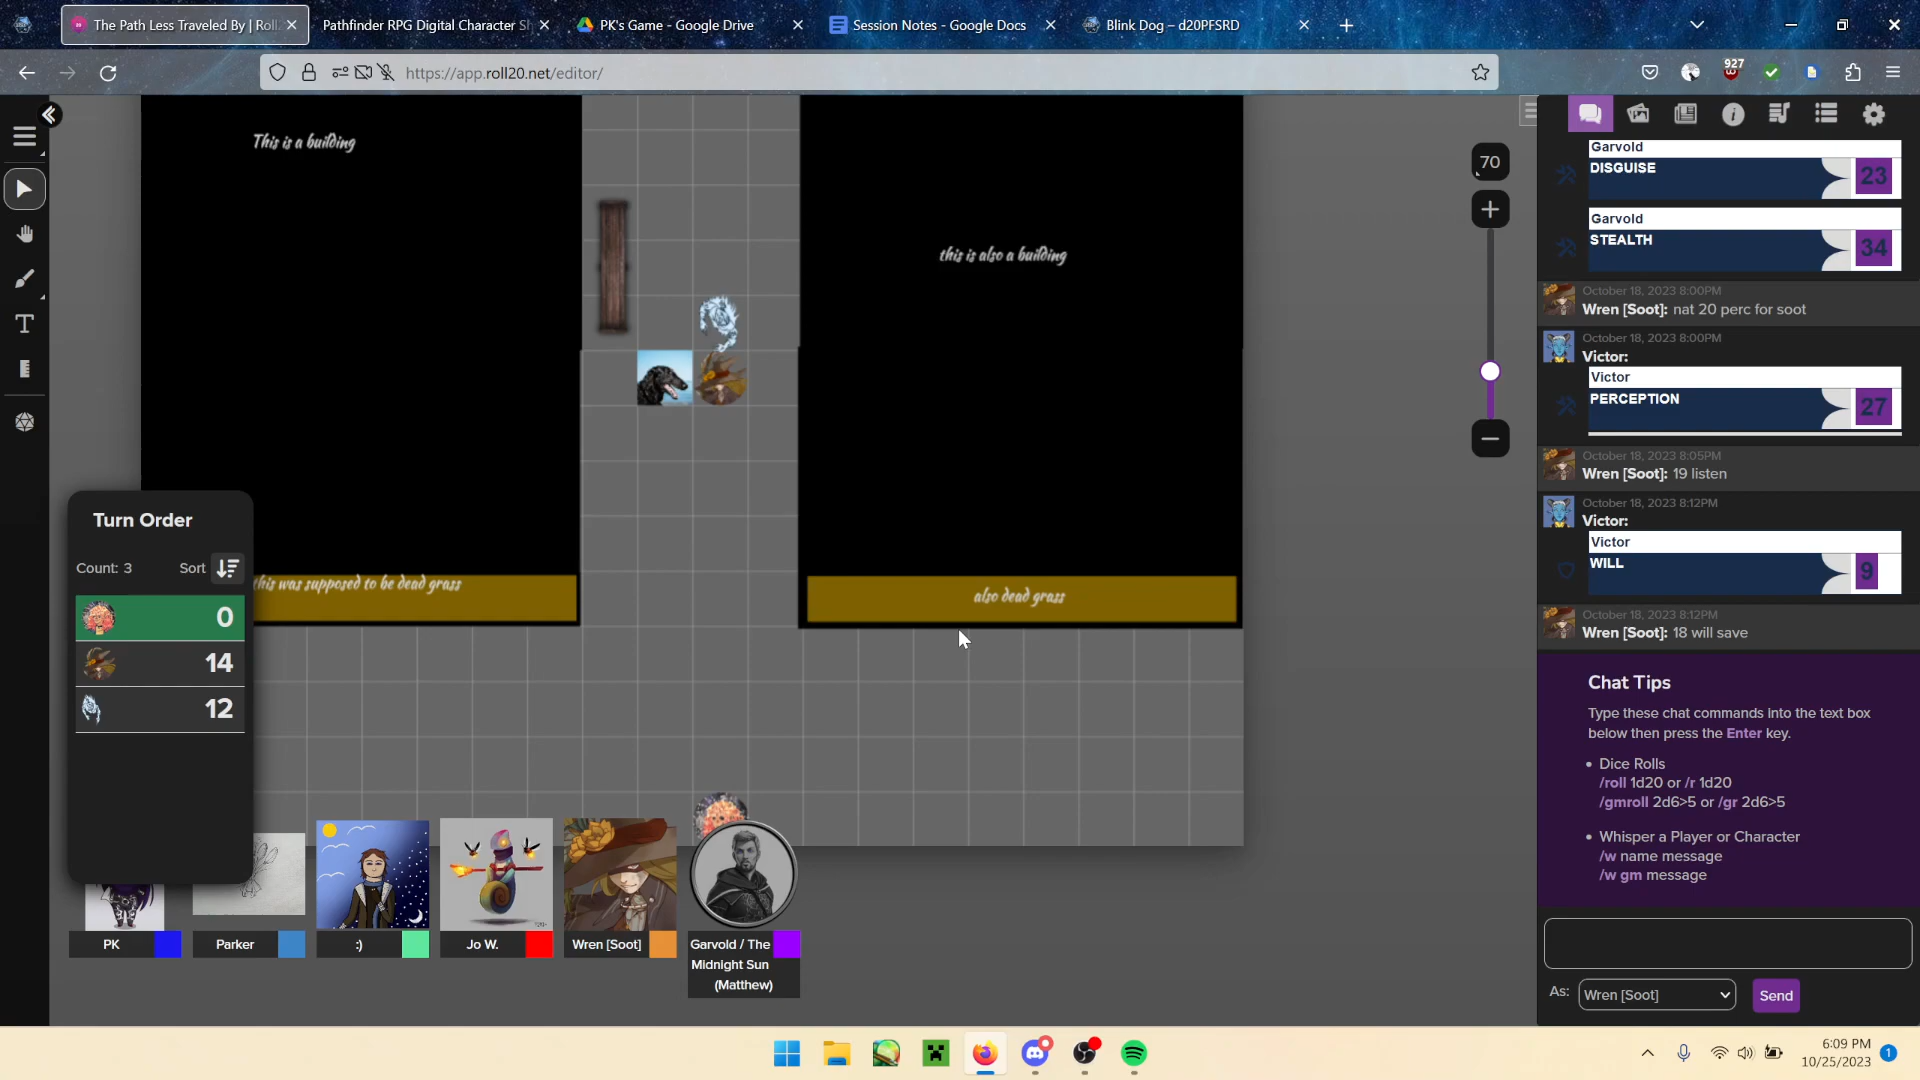 The Path Less Traveled By | Roll
Pathfinder RPG Digital Character Sh
PK's Game - Google Drive
Session Notes - Google Docs
Blink Dog – d20PFSRD
https://app.roll20.net/editor/
927
This is a building
this is also a building
this was supposed to be dead grass
also dead grass
70
Turn Order
Count: 3
Sort
0
14
12
PK
Parker
:)
Jo W.
Wren [Soot]
Garvold / The
Midnight Sun
(Matthew)
Garvold
DISGUISE
23
Garvold
STEALTH
34
October 18, 2023 8:00PM
Wren [Soot]: nat 20 perc for soot
October 18, 2023 8:00PM
Victor:
Victor
PERCEPTION
27
October 18, 2023 8:05PM
Wren [Soot]: 19 listen
October 18, 2023 8:12PM
Victor:
Victor
WILL
9
October 18, 2023 8:12PM
Wren [Soot]: 18 will save
Chat Tips
Type these chat commands into the text box
below then press the Enter key.
• Dice Rolls
/roll 1d20 or /r 1d20
/gmroll 2d6>5 or /gr 2d6>5
• Whisper a Player or Character
/w name message
/w gm message
As:
Wren [Soot]
Send
6:09 PM
10/25/2023
1